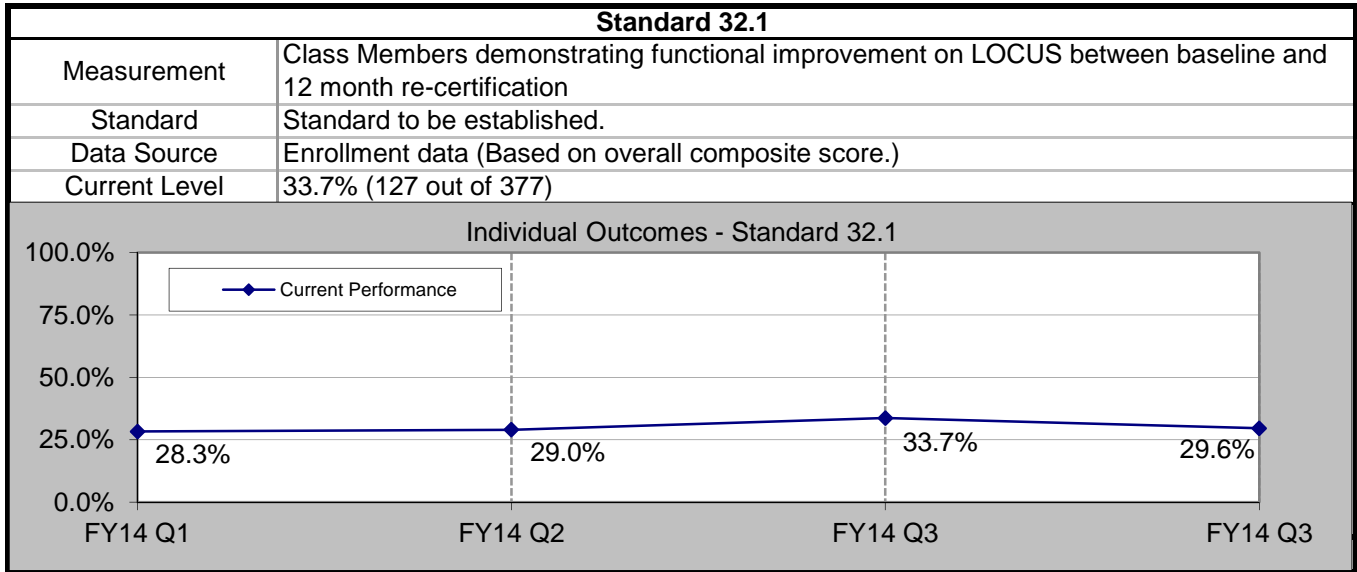 Standard 32.1
Measurement
Class Members demonstrating functional improvement on LOCUS between baseline and
12 month re-certification
Standard
Standard to be established.
Data Source
Enrollment data (Based on overall composite score.)
Current Level
33.7% (127 out of 377)
Individual Outcomes - Standard 32.1
100.0%
75.0%
50.0%
25.0%
0.0%
Current Performance
28.3%
29.0%
33.7%
29.6%
FY14 Q1
FY14 Q2
FY14 Q3
FY14 Q3